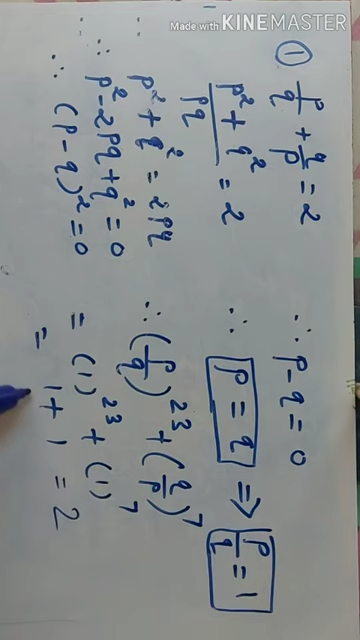 Made with KINEMASTER
① p/q + q/p = 2
p² + q² / pq = 2
p² + q² = 2pq
∴ p² - 2pq + q² = 0
∴ (p - q)² = 0
∴ p - q = 0
∴ p = q ⇒ p/q = 1
∴ (p/q)²³ + (q/p)⁷
= (1)²³ + (1)⁷
= 1 + 1 = 2